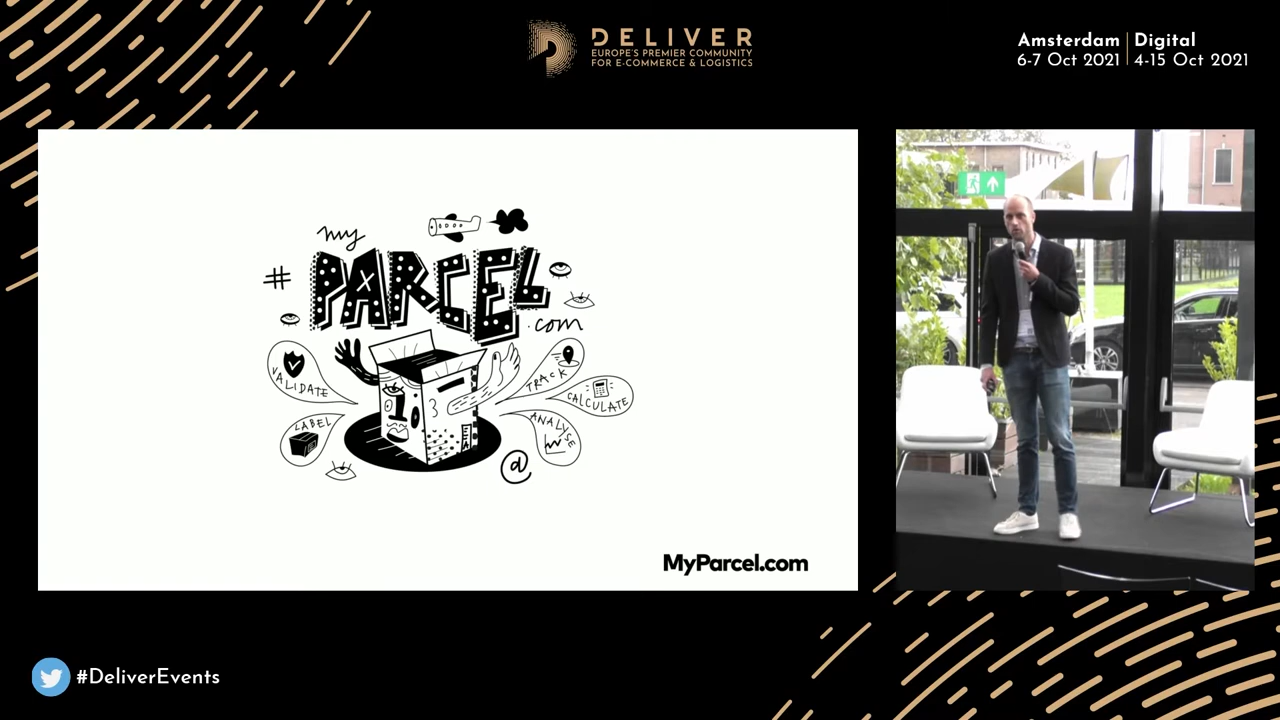 DELIVER
EUROPE'S PREMIER COMMUNITY
FOR E-COMMERCE & LOGISTICS
Amsterdam | Digital
6-7 Oct 2021 | 4-15 Oct 2021
my
# PARCEL
.com
VALIDATE
TRACK
CALCULATE
LABEL
ANALYSE
@
MyParcel.com
#DeliverEvents